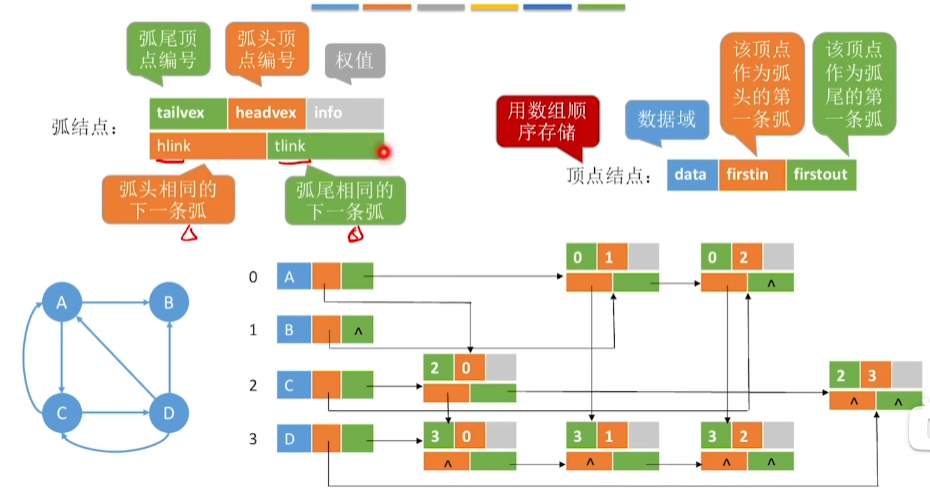 弧尾顶
点编号
弧头顶
点编号
权值
弧结点：
tailvex headvex info
hlink tlink
弧头相同的
下一条弧
弧尾相同的
下一条弧
用数组顺
序存储
数据域
该顶点
作为弧
头的第
一条弧
该顶点
作为弧
尾的第
一条弧
顶点结点：
data firstin firstout
A
B
C
D
0 A
0 1
0 2
^
1 B ^
2 C
2 0
2 3
^ ^
3 D
3 0
^
3 1
^
3 2
^ ^